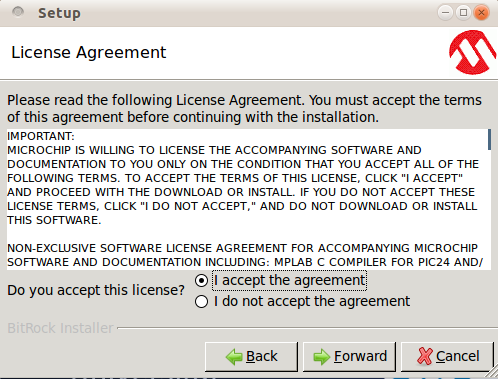 Setup
License Agreement
Please read the following License Agreement. You must accept the terms
of this agreement before continuing with the installation.
IMPORTANT:
MICROCHIP IS WILLING TO LICENSE THE ACCOMPANYING SOFTWARE AND
DOCUMENTATION TO YOU ONLY ON THE CONDITION THAT YOU ACCEPT ALL OF THE
FOLLOWING TERMS. TO ACCEPT THE TERMS OF THIS LICENSE, CLICK "I ACCEPT"
AND PROCEED WITH THE DOWNLOAD OR INSTALL. IF YOU DO NOT ACCEPT THESE
LICENSE TERMS, CLICK "I DO NOT ACCEPT," AND DO NOT DOWNLOAD OR INSTALL
THIS SOFTWARE.
NON-EXCLUSIVE SOFTWARE LICENSE AGREEMENT FOR ACCOMPANYING MICROCHIP
SOFTWARE AND DOCUMENTATION INCLUDING: MPLAB C COMPILER FOR PIC24 AND/
Do you accept this license?
I accept the agreement
I do not accept the agreement
BitRock Installer
Back
Forward
Cancel